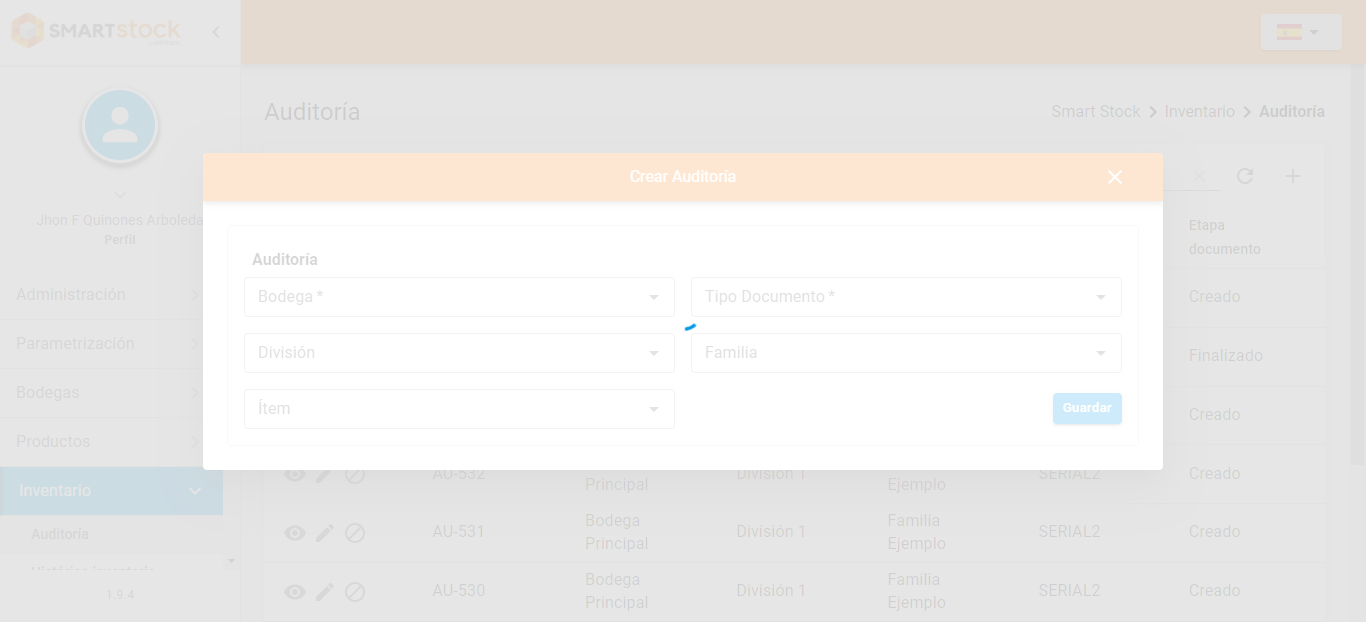 SMARTstock
Auditoría
Smart Stock > Inventario > Auditoría
Jhon F Quinones Arboleda
Perfil
Administración
Parametrización
Bodegas
Productos
Inventario
Auditoría
Histórico inventario
1.9.4
Crear Auditoría
Auditoría
Bodega *
Tipo Documento *
División
Familia
Ítem
Guardar
Etapa
documento
Creado
Finalizado
Creado
AU-532
Principal
División 1
Ejemplo
SERIAL2
Creado
AU-531
Bodega
Principal
División 1
Familia
Ejemplo
SERIAL2
Creado
AU-530
Bodega
Principal
División 1
Familia
Ejemplo
SERIAL2
Creado